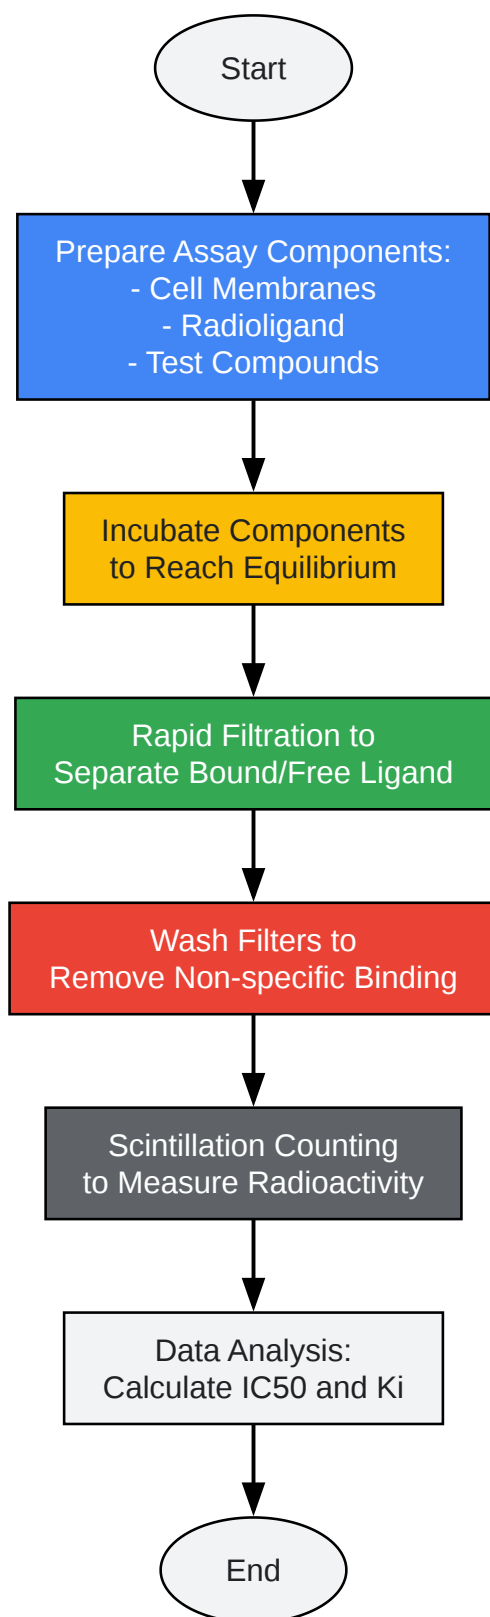 Start
Prepare Assay Components:
- Cell Membranes
- Radioligand
- Test Compounds
Incubate Components
to Reach Equilibrium
Rapid Filtration to
Separate Bound/Free Ligand
Wash Filters to
Remove Non-specific Binding
Scintillation Counting
to Measure Radioactivity
Data Analysis:
Calculate IC50 and Ki
End